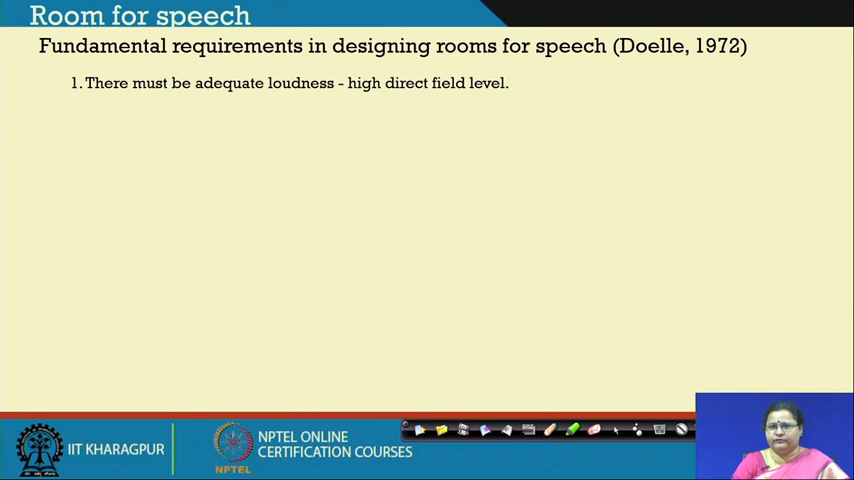 Room for speech
Fundamental requirements in designing rooms for speech (Doelle, 1972)
1. There must be adequate loudness - high direct field level.
IIT KHARAGPUR
NPTEL
NPTEL ONLINE
CERTIFICATION COURSES